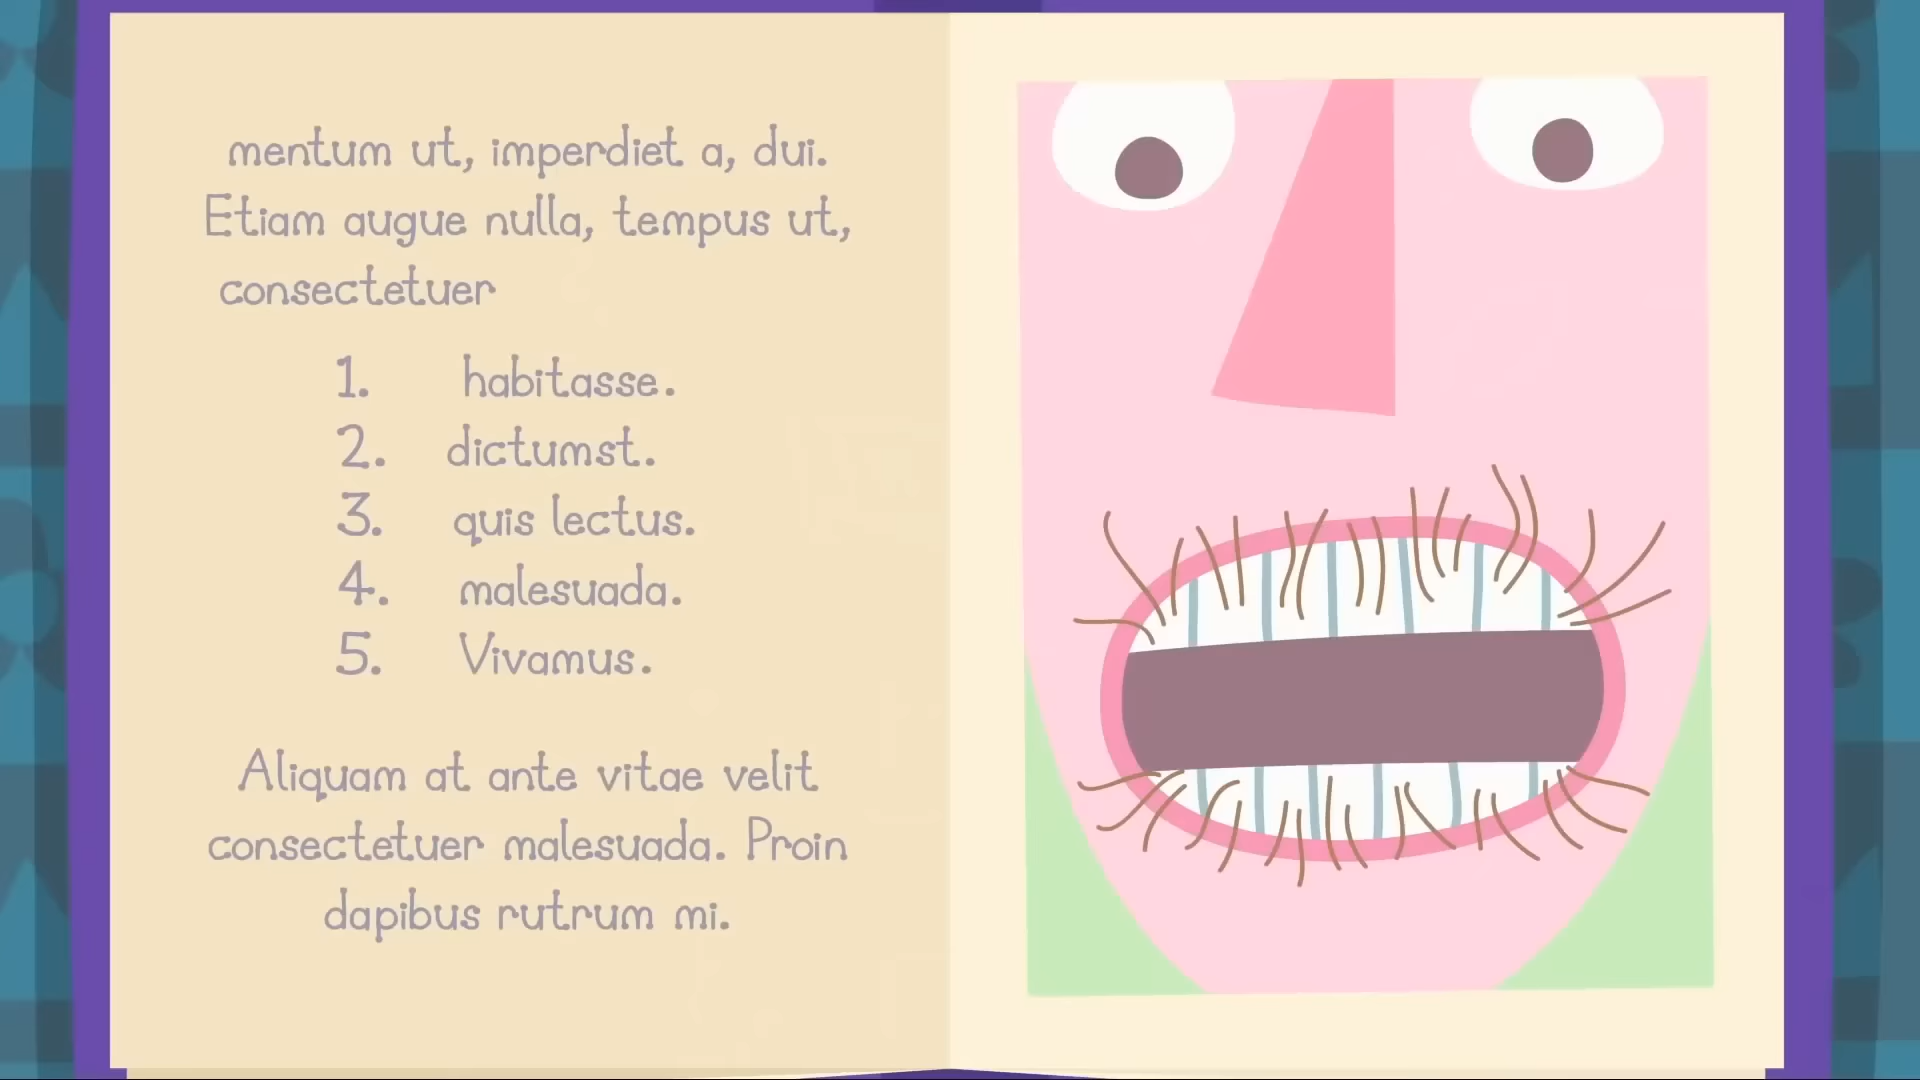 mentum ut, imperdiet a, dui.
Etiam augue nulla, tempus ut,
consectetuer
1. habitasse.
2. dictumst.
3. quis lectus.
4. malesuada.
5. Vivamus.
Aliquam at ante vitae velit
consectetuer malesuada. Proin
dapibus rutrum mi.